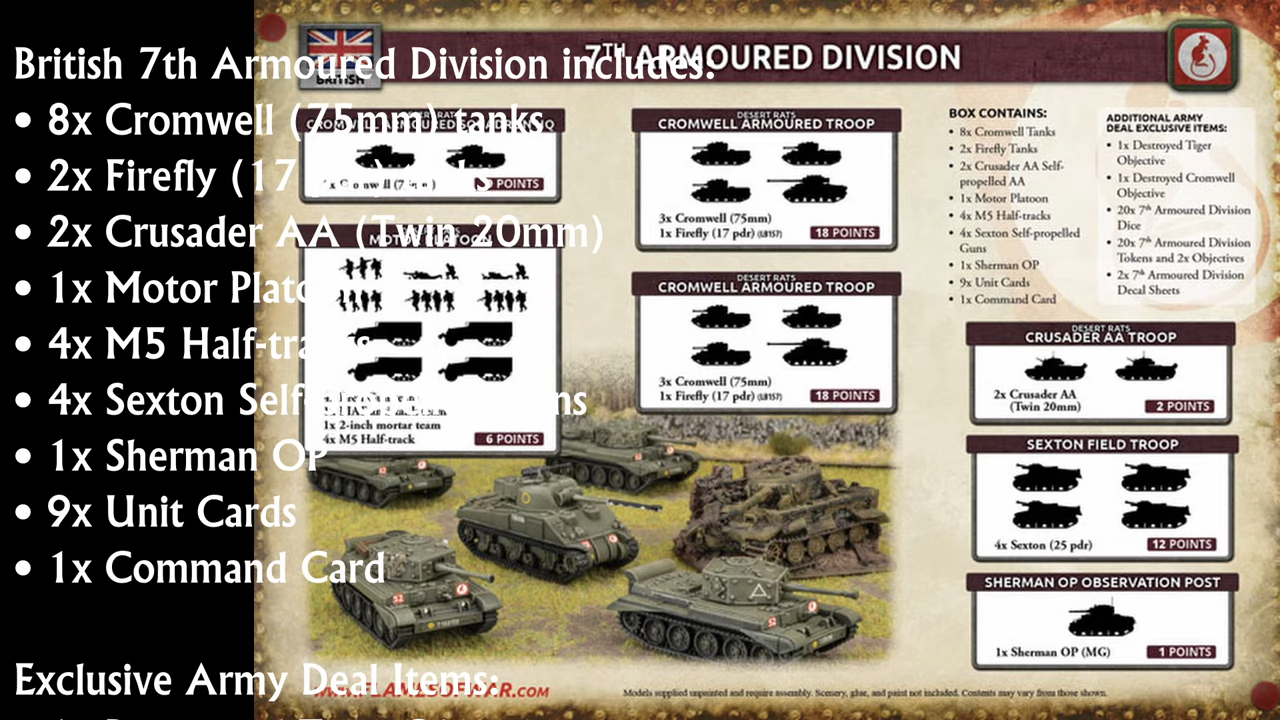 British 7th Armoured Division includes:
• 8x Cromwell (75mm) tanks
• 2x Firefly (17
• 2x Crusader AA (Twin 20mm)
• 1x Motor
• 4x M5
• 4x Sexton
• 1x Sherman OP
• 9x Unit Cards
• 1x Command Card
Exclusive Army Deal Items:
BRITISH
7TH ARMOURED DIVISION
POINTS
MOTOR PLATOON
1x 2-inch mortar team
4x M5 Half-track
6 POINTS
DESERT RATS
CROMWELL ARMOURED TROOP
3x Cromwell (75mm)
1x Firefly (17 pdr) (LB157)
18 POINTS
DESERT RATS
CROMWELL ARMOURED TROOP
3x Cromwell (75mm)
1x Firefly (17 pdr) (LB157)
18 POINTS
BOX CONTAINS:
• 8x Cromwell Tanks
• 2x Firefly Tanks
• 2x Crusader AA Self-
propelled AA
• 1x Motor Platoon
• 4x M5 Half-tracks
• 4x Sexton Self-propelled
Guns
• 1x Sherman OP
• 9x Unit Cards
• 1x Command Card
ADDITIONAL ARMY
DEAL EXCLUSIVE ITEMS:
• 1x Destroyed Tiger
Objective
• 1x Destroyed Cromwell
Objective
• 20x 7th Armoured Division
Dice
• 20x 7th Armoured Division
Tokens and 2x Objectives
• 2x 7th Armoured Division
Decal Sheets
DESERT RATS
CRUSADER AA TROOP
2x Crusader AA
(Twin 20mm)
2 POINTS
SEXTON FIELD TROOP
4x Sexton (25 pdr)
12 POINTS
SHERMAN OP OBSERVATION POST
1x Sherman OP (MG)
1 POINTS
WWW.FLAMESOFWAR.COM
Models supplied unpainted and require assembly. Scenery, glue, and paint not included. Contents may vary from those shown.